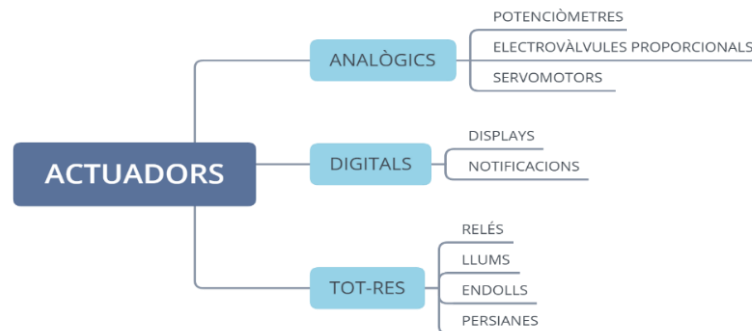 ACTUADORS
ANALÒGICS
POTENCIÒMETRES
ELECTROVÀLVULES PROPORCIONALS
SERVOMOTORS
DIGITALS
DISPLAYS
NOTIFICACIONS
TOT-RES
RELÉS
LLUMS
ENDOLLS
PERSIANES